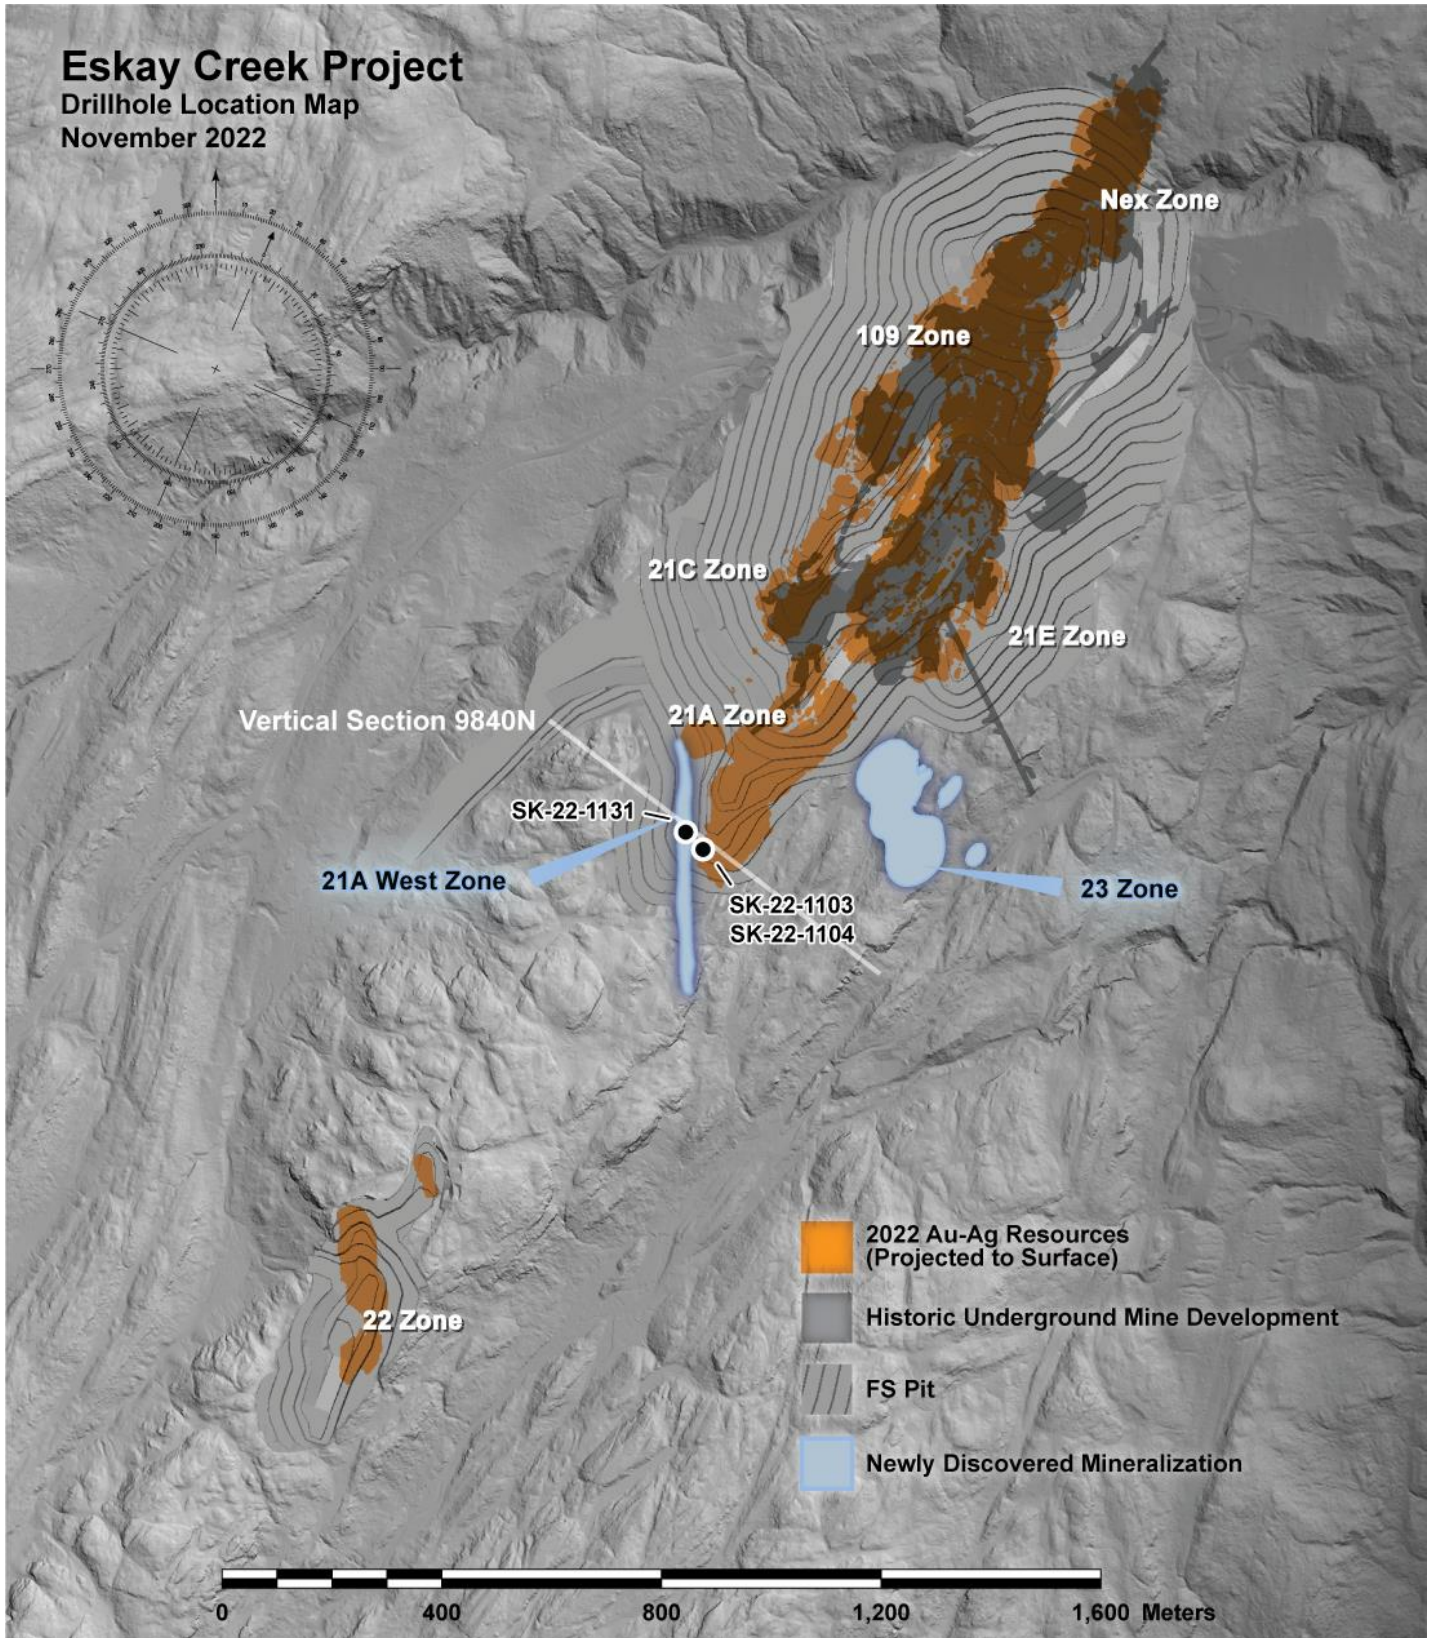 Eskay Creek Project
Drillhole Location Map
November 2022
Nex Zone
109 Zone
21C Zone
21E Zone
21A Zone
Vertical Section 9840N
SK-22-1131
21A West Zone
23 Zone
SK-22-1103
SK-22-1104
22 Zone
2022 Au-Ag Resources
(Projected to Surface)
Historic Underground Mine Development
FS Pit
Newly Discovered Mineralization
0 400 800 1,200 1,600 Meters